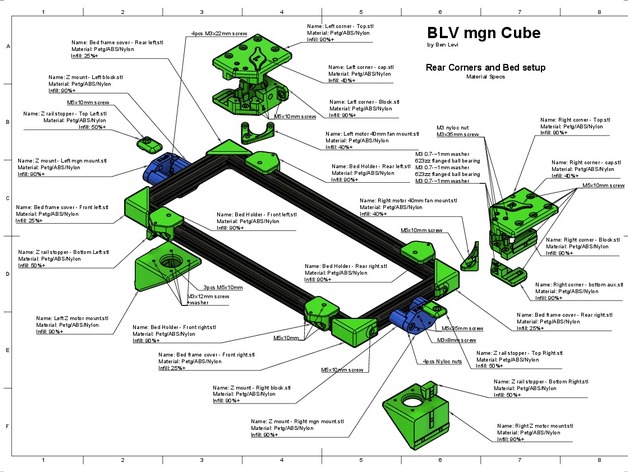 1 2 3 4 5 6 7 8
A
B
C
D
E
F
BLV mgn Cube
by Ben Levi
Rear Corners and Bed setup
Material Specs
Name: Bed frame cover - Rear left.stl
Material: Petg/ABS/Nylon
Infill: 25%+
4pcs M3x22mm screw
Name: Left corner - Top.stl
Material: Petg/ABS/Nylon
Infill: 90%+
Name: Z mount - Left block.stl
Material: Petg/ABS/Nylon
Infill: 90%+
M5x10mm screw
Name: Z rail stopper - Top Left.stl
Material: Petg/ABS/Nylon
Infill: 50%+
Name: Left corner - cap.stl
Material: Petg/ABS/Nylon
Infill: 40%+
Name: Left corner - Block.stl
Material: Petg/ABS/Nylon
Infill: 90%+
M5x10mm screw
Name: Left motor 40mm fan mount.stl
Material: Petg/ABS/Nylon
Infill: 40%+
Name: Z mount - Left mgn mount.stl
Material: Petg/ABS/Nylon
Infill: 90%+
Name: Bed Holder - Rear left.stl
Material: Petg/ABS/Nylon
Infill: 90%+
M3 nyloc nut
M3x35mm screw
M3 0.7--1mm washer
623zz flanged ball bearing
M3 0.7--1mm washer
623zz flanged ball bearing
M3 0.7--1mm washer
Name: Right corner - Top.stl
Material: Petg/ABS/Nylon
Infill: 90%+
Name: Right corner - cap.stl
Material: Petg/ABS/Nylon
Infill: 40%+
M5x10mm screw
Name: Right motor 40mm fan mount.stl
Material: Petg/ABS/Nylon
Infill: 40%+
M5x10mm screw
Name: Bed frame cover - Front left.stl
Material: Petg/ABS/Nylon
Infill: 25%+
Name: Bed Holder - Front left.stl
Material: Petg/ABS/Nylon
Infill: 90%+
Name: Right corner - Block.stl
Material: Petg/ABS/Nylon
Infill: 90%+
Name: Z rail stopper - Bottom Left.stl
Material: Petg/ABS/Nylon
Infill: 50%+
Name: Bed Holder - Rear right.stl
Material: Petg/ABS/Nylon
Infill: 90%+
Name: Right corner - bottom aux.stl
Material: Petg/ABS/Nylon
Infill: 90%+
3pcs M5x10mm
M3x12mm screw
+washer
Name: Left Z motor mount.stl
Material: Petg/ABS/Nylon
Infill: 90%+
Name: Bed Holder - Front right.stl
Material: Petg/ABS/Nylon
Infill: 90%+
M5x10mm
Name: Bed frame cover - Rear right.stl
Material: Petg/ABS/Nylon
Infill: 25%+
M3x8mm screw
Name: Bed frame cover - Front right.stl
Material: Petg/ABS/Nylon
Infill: 25%+
M5x10mm screw
4pcs Nyloc nuts
Name: Z rail stopper - Top Right.stl
Material: Petg/ABS/Nylon
Infill: 50%+
Name: Z mount - Right block.stl
Material: Petg/ABS/Nylon
Infill: 90%+
Name: Z rail stopper - Bottom Right.stl
Material: Petg/ABS/Nylon
Infill: 50%+
Name: Z mount - Right mgn mount.stl
Material: Petg/ABS/Nylon
Infill: 90%+
Name: Right Z motor mount.stl
Material: Petg/ABS/Nylon
Infill: 90%+
A
B
C
D
E
F
1 2 3 4 5 6 7 8